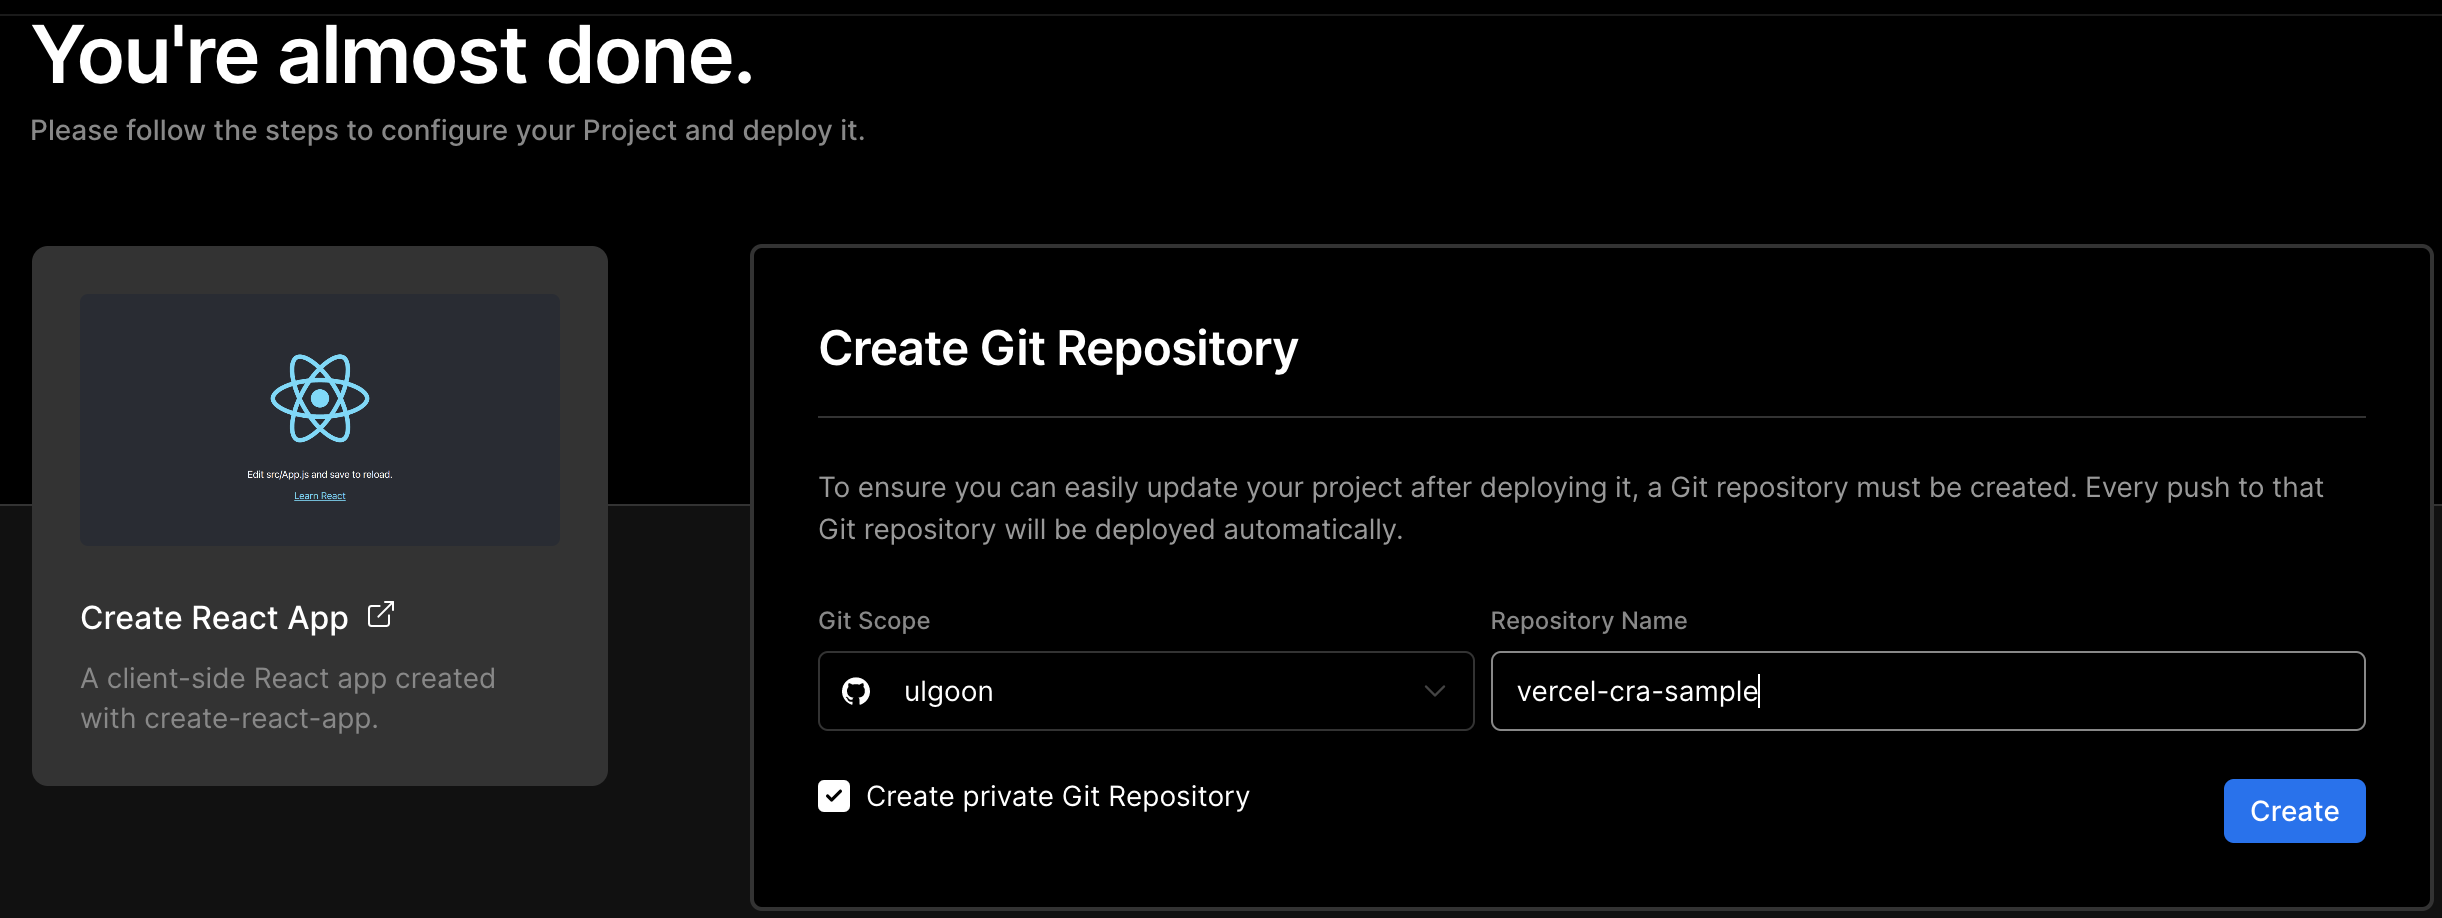 You're almost done.
Please follow the steps to configure your Project and deploy it.
Edit src/App.js and save to reload.
Learn React
Create React App
A client-side React app created
with create-react-app.
Create Git Repository
To ensure you can easily update your project after deploying it, a Git repository must be created. Every push to that
Git repository will be deployed automatically.
Git Scope
Repository Name
ulgoon
vercel-cra-sample
Create private Git Repository
Create